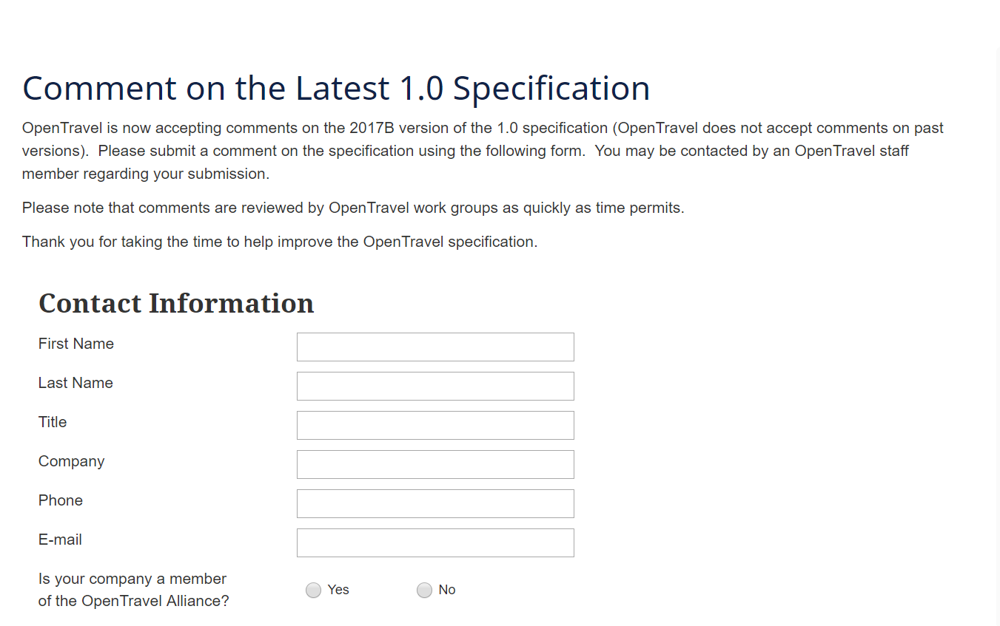 Comment on the Latest 1.0 Specification
OpenTravel is now accepting comments on the 2017B version of the 1.0 specification (OpenTravel does not accept comments on past
versions).  Please submit a comment on the specification using the following form.  You may be contacted by an OpenTravel staff
member regarding your submission.
Please note that comments are reviewed by OpenTravel work groups as quickly as time permits.
Thank you for taking the time to help improve the OpenTravel specification.
Contact Information
First Name
Last Name
Title
Company
Phone
E-mail
Is your company a member
of the OpenTravel Alliance?
Yes No